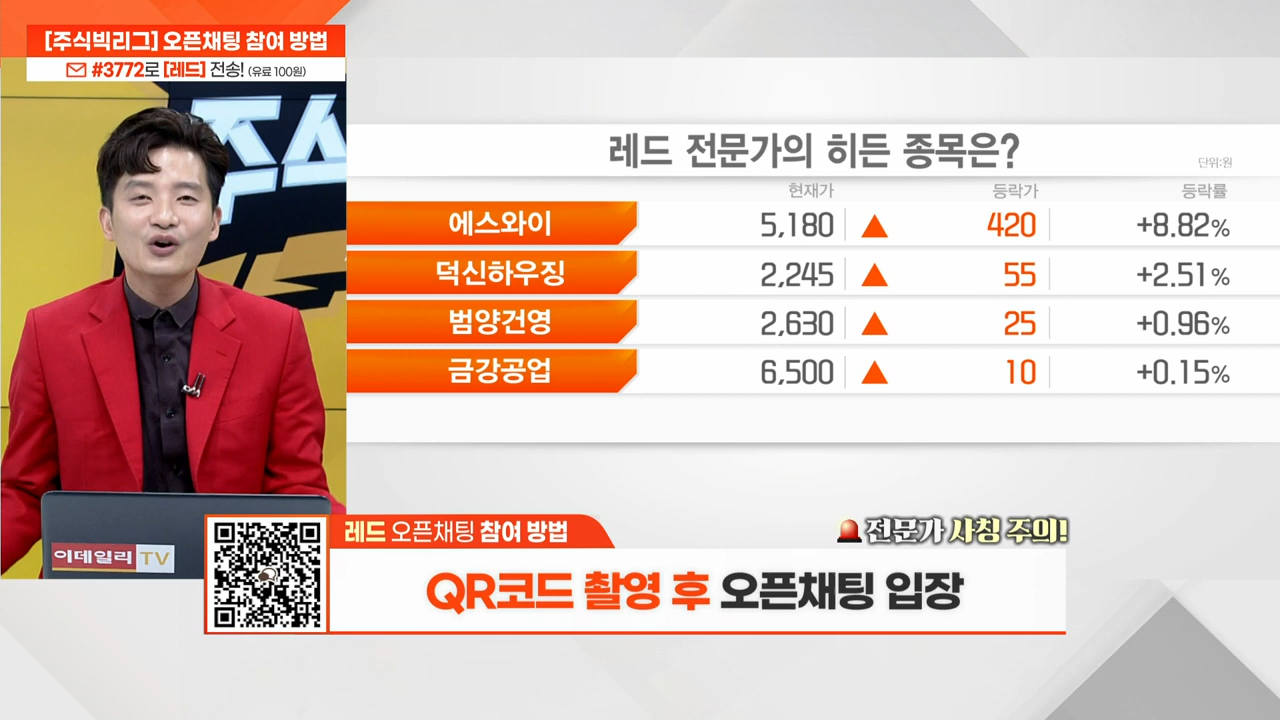 [주식빅리그] 오픈채팅 참여 방법
#3772로 [레드] 전송! (유료 100원)
주식
레드 전문가의 히든 종목은?
단위:원
현재가 등락가 등락률
에스와이 5,180 ▲ 420 +8.82%
덕신하우징 2,245 ▲ 55 +2.51%
범양건영 2,630 ▲ 25 +0.96%
금강공업 6,500 ▲ 10 +0.15%
이데일리 TV
레드 오픈채팅 참여 방법
전문가 사칭 주의!
QR코드 촬영 후 오픈채팅 입장